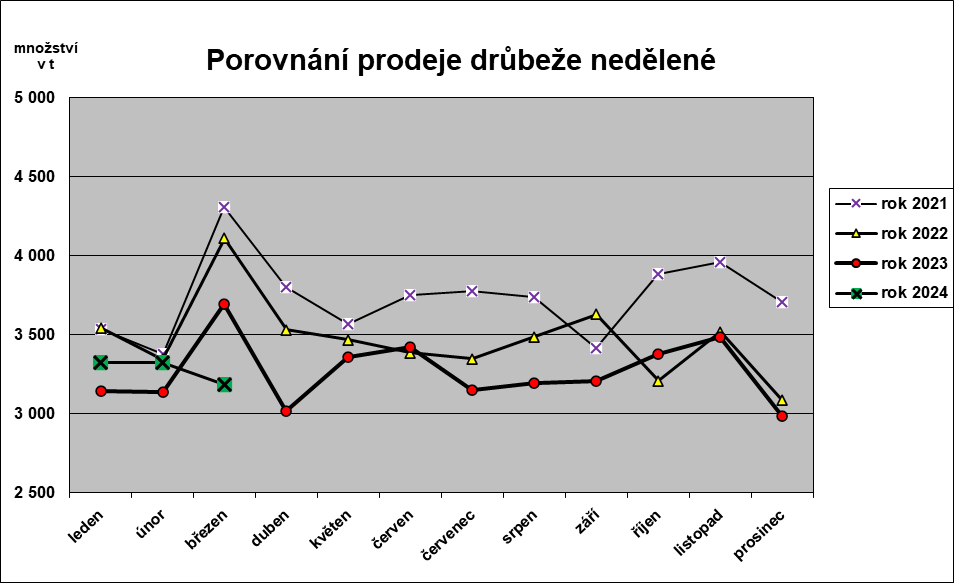 množství
v t
Porovnání prodeje drůbeže nedělené
5 000
4 500
4 000
3 500
3 000
2 500
leden
únor
březen
duben
květen
červen
červenec
srpen
září
říjen
listopad
prosinec
rok 2021
rok 2022
rok 2023
rok 2024